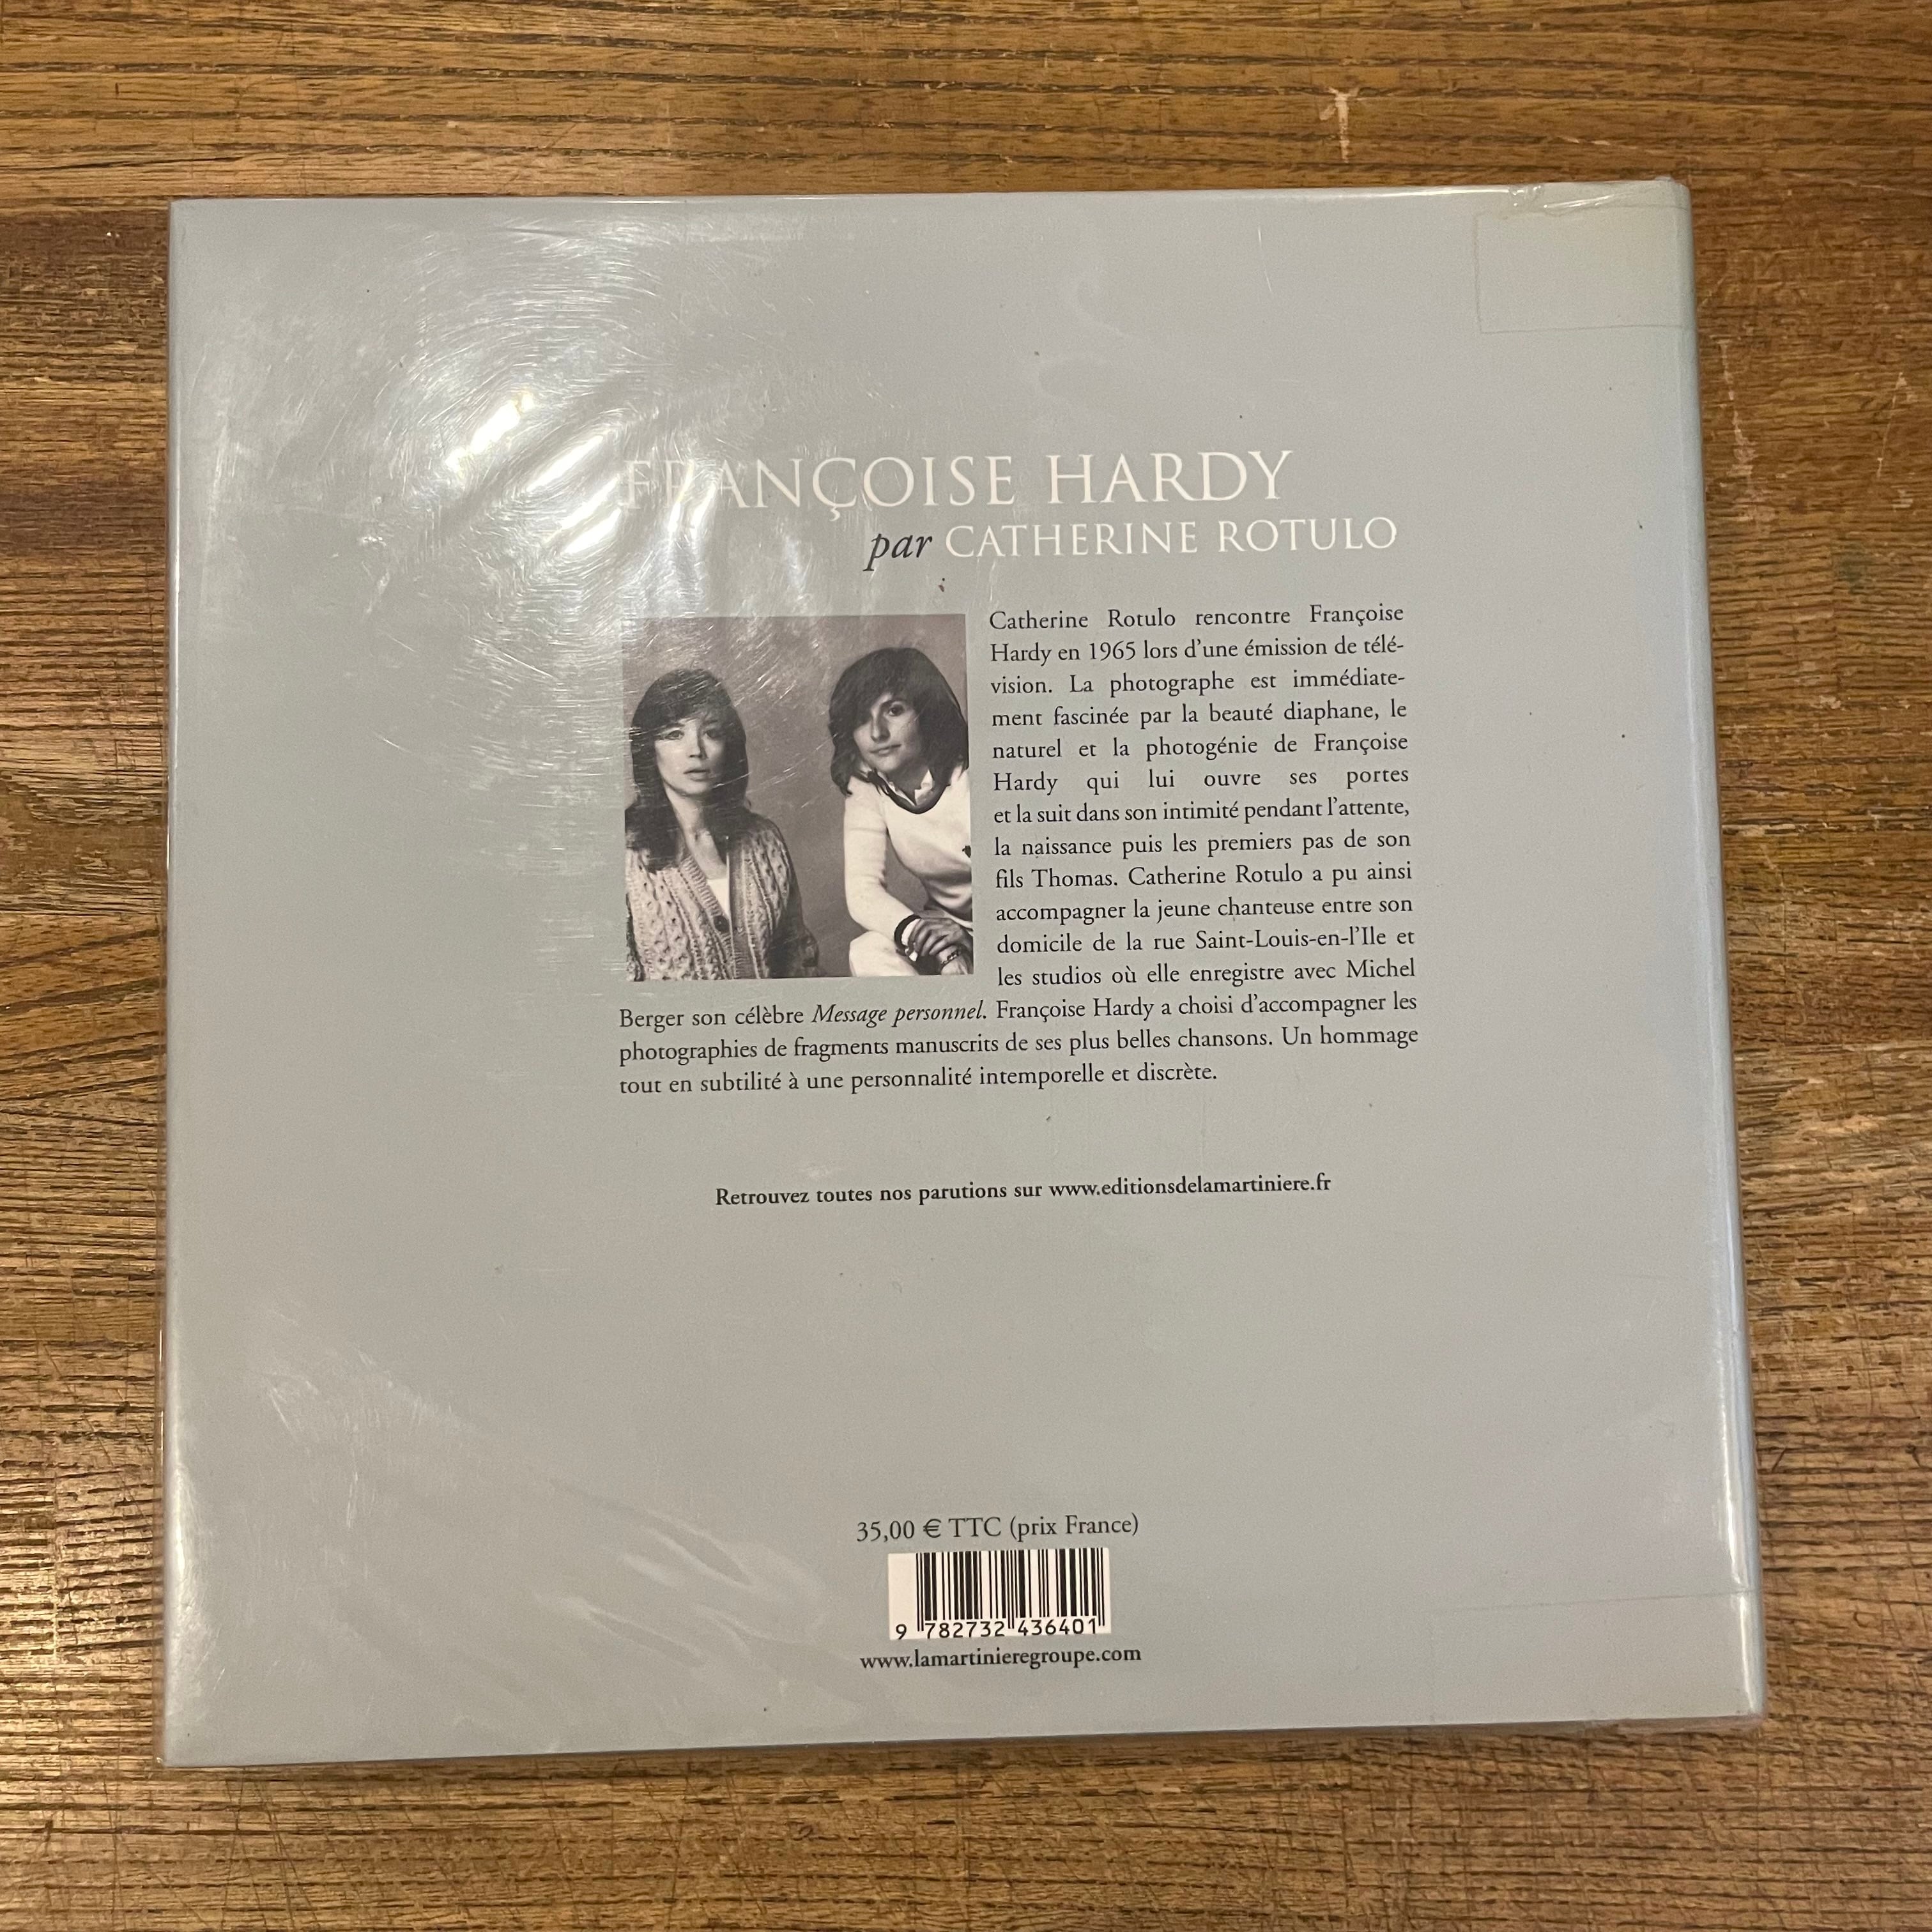 FRANÇOISE HARDY
par CATHERINE ROTULO
Catherine Rotulo rencontre Françoise
Hardy en 1965 lors d'une émission de télé-
vision. La photographe est immédiate-
ment fascinée par la beauté diaphane, le
naturel et la photogénie de Françoise
Hardy qui lui ouvre ses portes
et la suit dans son intimité pendant l'attente,
la naissance puis les premiers pas de son
fils Thomas. Catherine Rotulo a pu ainsi
accompagner la jeune chanteuse entre son
domicile de la rue Saint-Louis-en-l'Ile et
les studios où elle enregistre avec Michel
Berger son célèbre Message personnel. Françoise Hardy a choisi d'accompagner les
photographies de fragments manuscrits de ses plus belles chansons. Un hommage
tout en subtilité à une personnalité intemporelle et discrète.
Retrouvez toutes nos parutions sur www.editionsdelamartiniere.fr
35,00 € TTC (prix France)
9 782732 436401
www.lamartinieregroupe.com